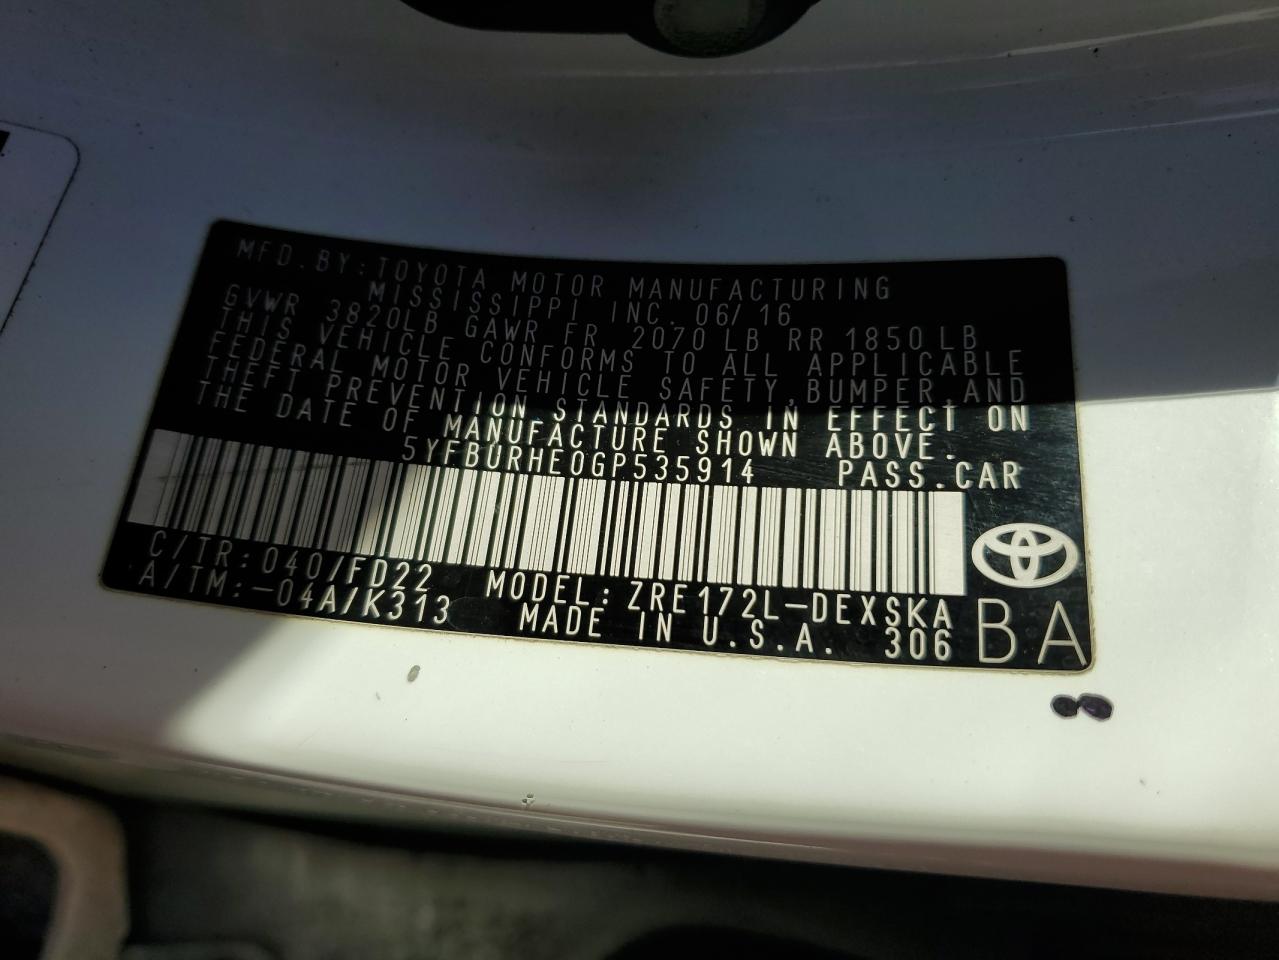 MFD.BY:TOYOTA MOTOR MANUFACTURING
MISSISSIPPI INC. 06/16
GVWR 3820LB GAWR FR 2070 LB RR 1850 LB
THIS VEHICLE CONFORMS TO ALL APPLICABLE
FEDERAL MOTOR VEHICLE SAFETY,BUMPER,AND
THEFT PREVENTION STANDARDS IN EFFECT ON
THE DATE OF MANUFACTURE SHOWN ABOVE.
5YFBURHE0GP535914 PASS.CAR
C/TR:040/FD22 MODEL:ZRE172L-DEXSKA
A/TM:-04A/K313 MADE IN U.S.A. 306 BA